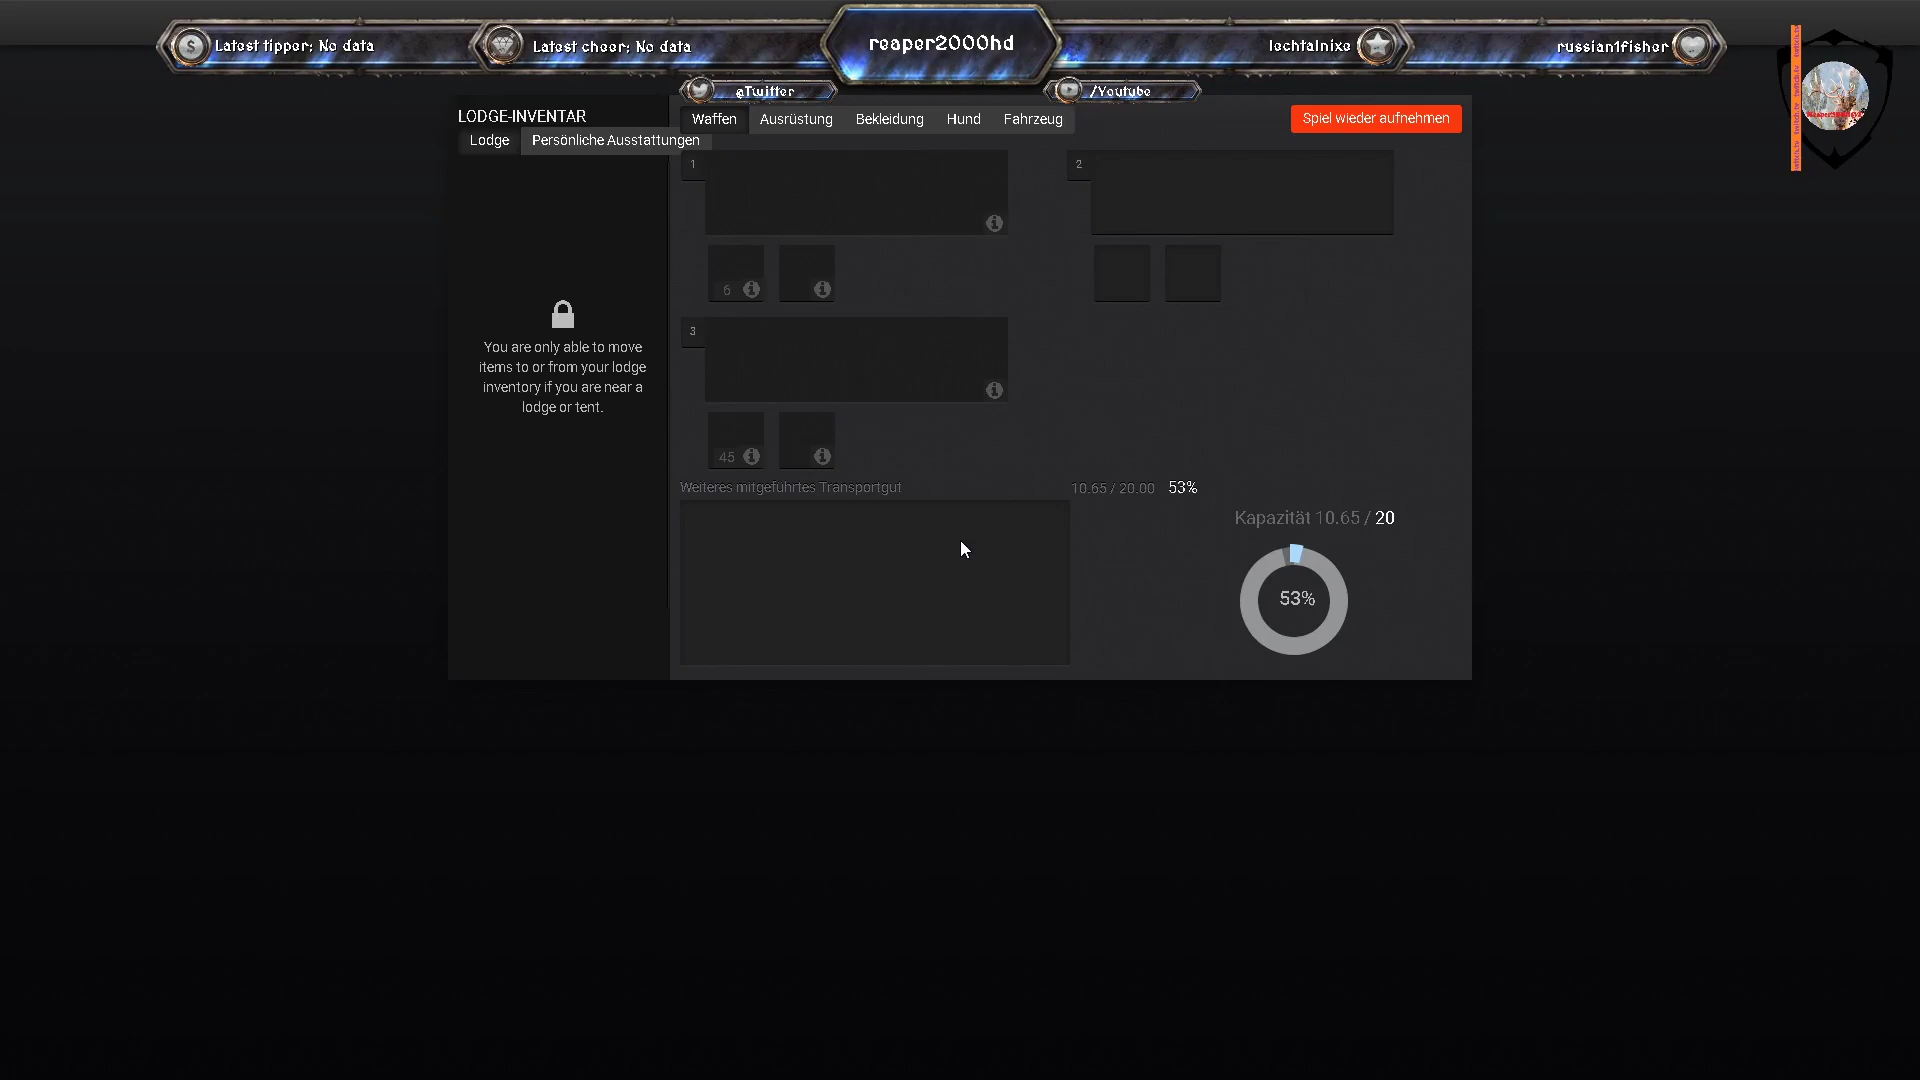 Latest tipper: No data
Latest cheer: No data
reaper2000hd
lechtalnixe
russian1fisher
@Twitter
/Youtube
LODGE-INVENTAR
Waffen
Ausrüstung
Bekleidung
Hund
Fahrzeug
Spiel wieder aufnehmen
Lodge
Persönliche Ausstattungen
1
2
6
3
You are only able to move
items to or from your lodge
inventory if you are near a
lodge or tent.
45
Weiteres mitgeführtes Transportgut
10.65 / 20.00 53%
Kapazität 10.65 / 20
53%